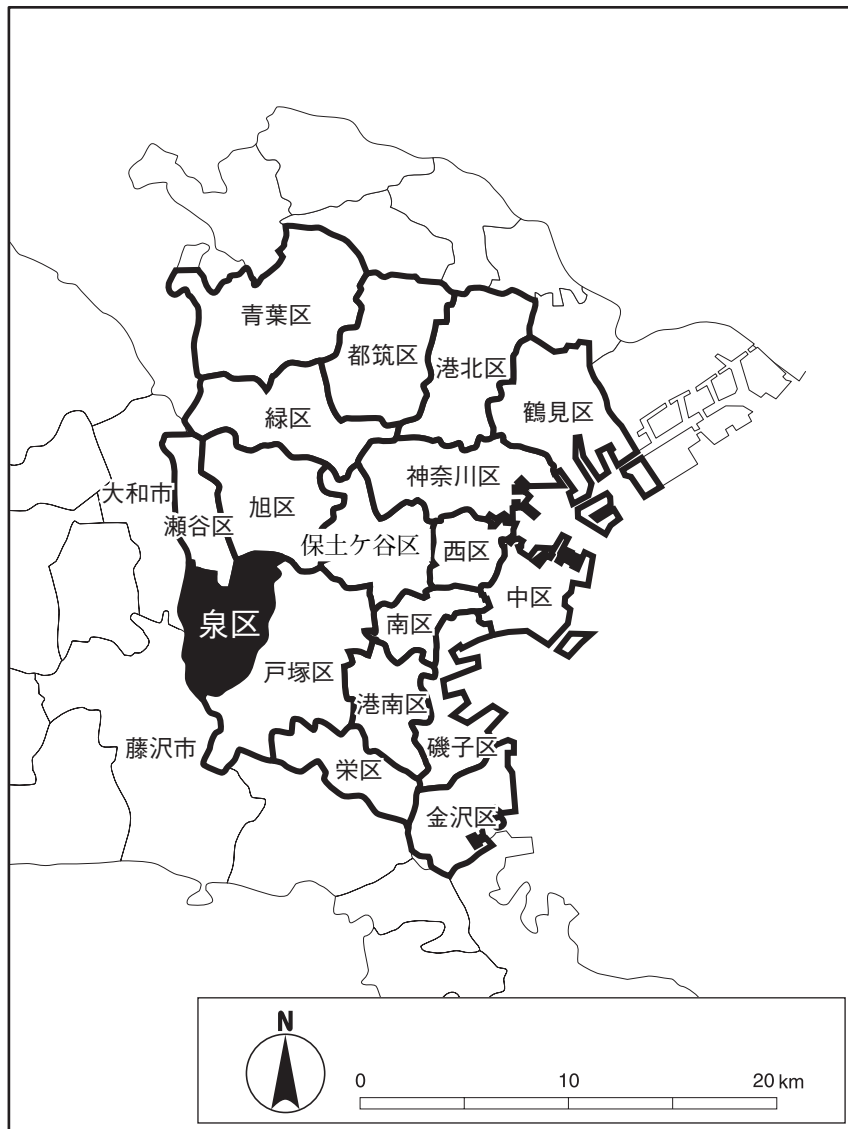 青葉区
都筑区
港北区
鶴見区
緑区
神奈川区
大和市
瀬谷区
旭区
保土ケ谷区
西区
中区
泉区
南区
戸塚区
港南区
藤沢市
磯子区
栄区
金沢区
N
0 10 20 km